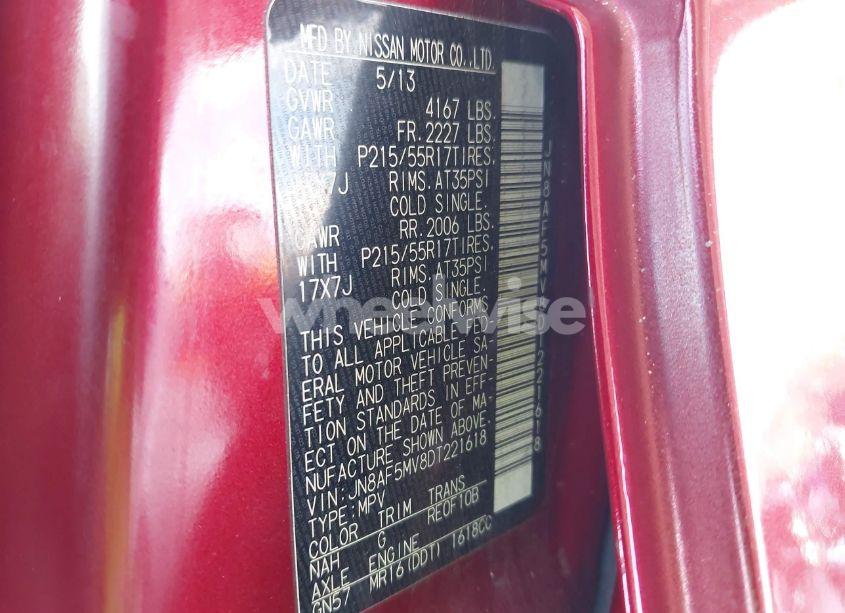 MFD BY NISSAN MOTOR CO.,LTD.
DATE 5/13
GVWR 4167 LBS.
GAWR FR. 2227 LBS.
WITH P215/55R17TIRES,
17X7J RIMS.AT35PSI
COLD SINGLE.
GAWR RR. 2006 LBS.
WITH P215/55R17TIRES,
17X7J RIMS.AT35PSI
COLD SINGLE.
THIS VEHICLE CONFORMS
TO ALL APPLICABLE FED-
ERAL MOTOR VEHICLE SA-
FETY AND THEFT PREVEN-
TION STANDARDS IN EFF-
ECT ON THE DATE OF MA-
NUFACTURE SHOWN ABOVE.
VIN:JN8AF5MV8DT221618
TYPE:MPV
COLOR TRIM TRANS
NAH G RE0F10B
AXLE ENGINE
GN57 MR16(DDT) 1618CC
wheelwise